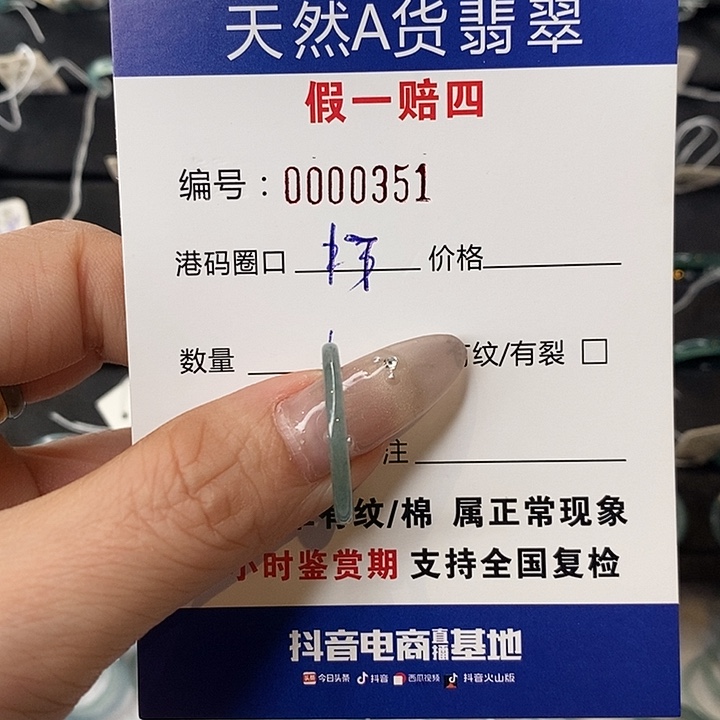 天然A货翡翠
假一赔四
编号：0000351
港码圈口 价格
数量 纹/有裂 □
注
有纹/棉 属正常现象
小时鉴赏期 支持全国复检
抖音电商直播基地
头条 今日头条 抖音 西瓜视频 抖音火山版